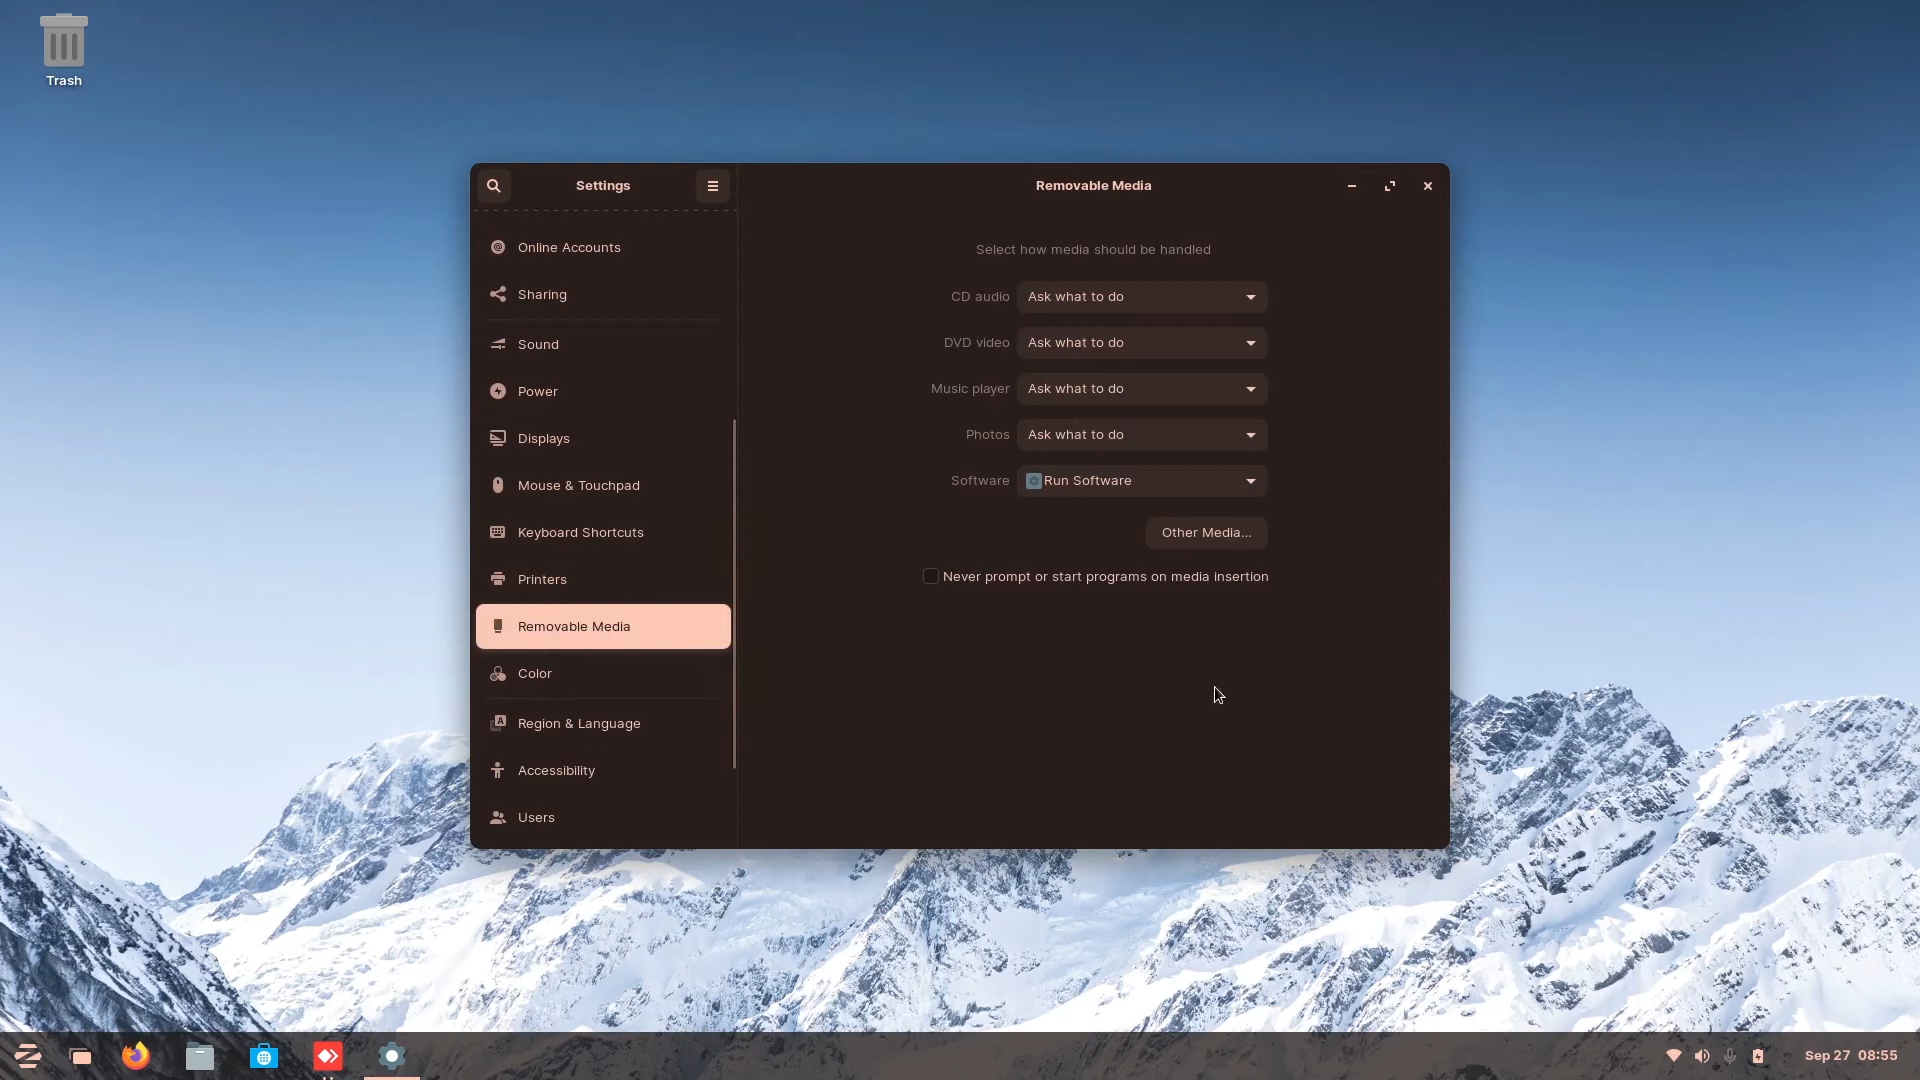 Trash
Settings
Removable Media
Online Accounts
Sharing
Sound
Power
Displays
Mouse & Touchpad
Keyboard Shortcuts
Printers
Removable Media
Color
Region & Language
Accessibility
Users
Select how media should be handled
CD audio Ask what to do
DVD video Ask what to do
Music player Ask what to do
Photos Ask what to do
Software Run Software
Other Media…
Never prompt or start programs on media insertion
Sep 27 08:55